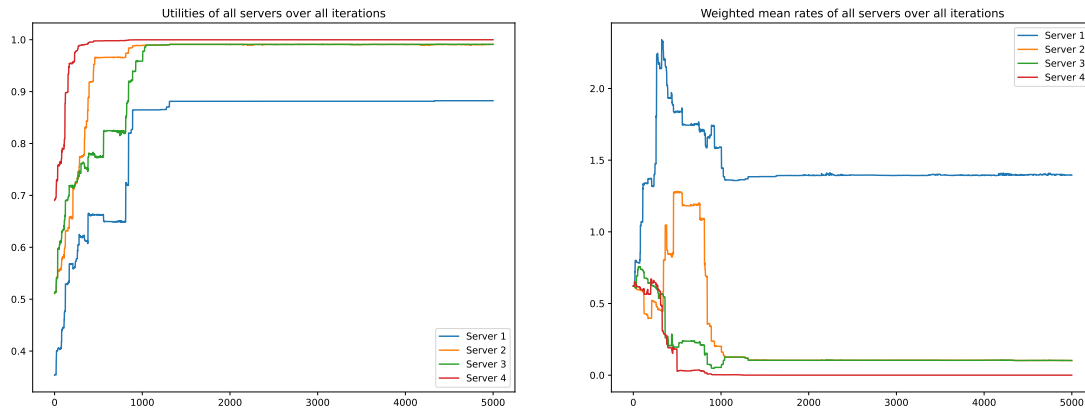 Utilities of all servers over all iterations
1.0
0.9
0.8
0.7
0.6
0.5
0.4
0 1000 2000 3000 4000 5000
Server 1
Server 2
Server 3
Server 4
Weighted mean rates of all servers over all iterations
2.0
1.5
1.0
0.5
0.0
0 1000 2000 3000 4000 5000
Server 1
Server 2
Server 3
Server 4